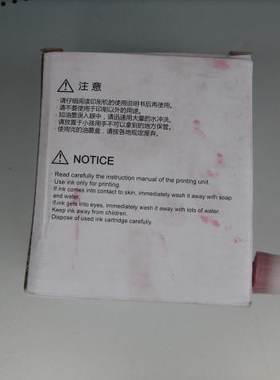 ⚠ 注意
· 请仔细阅读印刷机的使用说明书后再使用。
· 请不要使用于印刷以外的用途。
· 如油墨误入眼中，请迅速用大量的水冲洗。
· 请放置于小孩用手不可以拿到的地方保管。
· 使用完的油墨盒，请按各地规定废弃。
⚠ NOTICE
· Read carefully the instruction manual of the printing unit.
· Use ink only for printing.
· If ink comes into contact to skin, immediately wash it away with soap
and water.
· If ink gets into eyes, immediately wash it away with lots of water.
· Keep ink away from children.
· Dispose of used ink cartridge carefully.